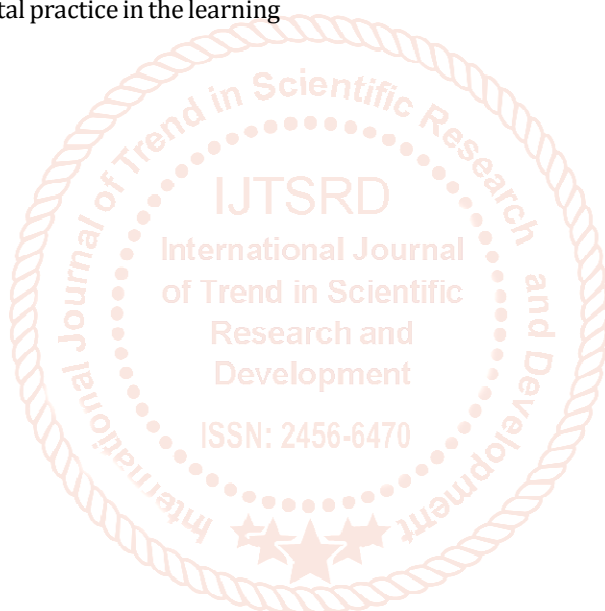 tal practice in the learning
International Journal of Trend in Scientific Research and Development
IJTSRD
International Journal
of Trend in Scientific
Research and
Development
ISSN: 2456-6470